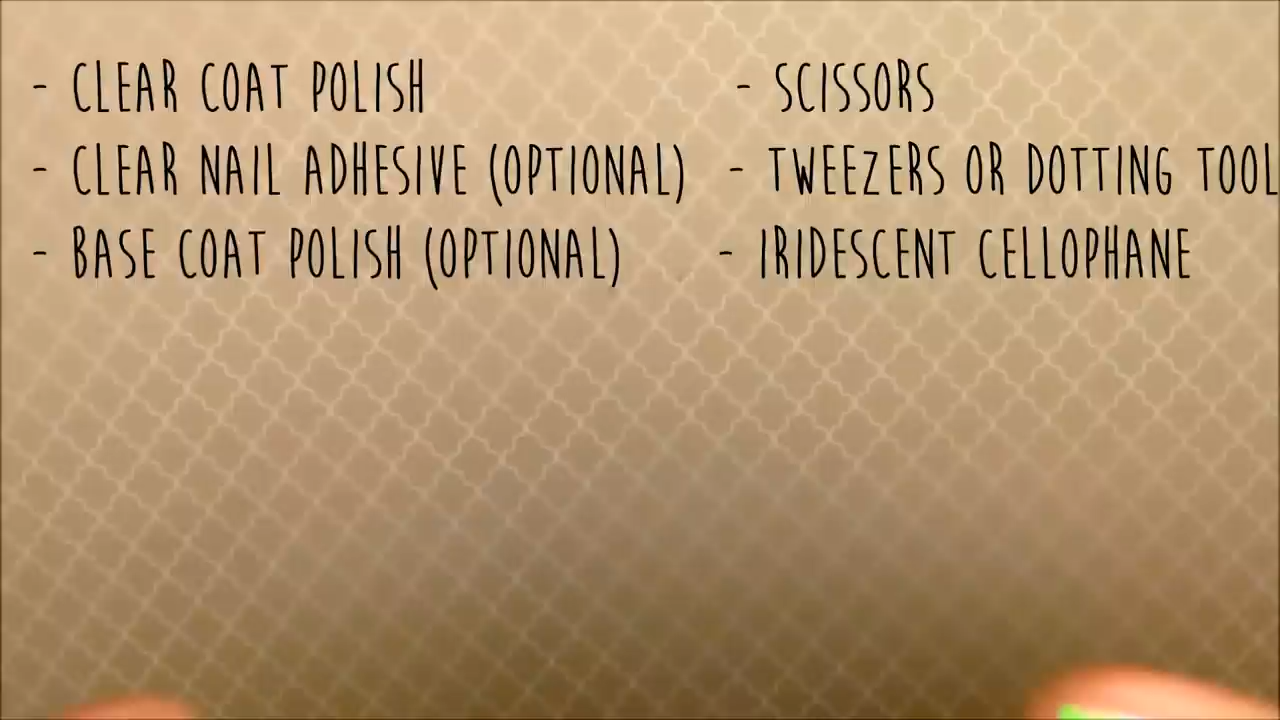 - CLEAR COAT POLISH
- CLEAR NAIL ADHESIVE (OPTIONAL)
- BASE COAT POLISH (OPTIONAL)
- SCISSORS
- TWEEZERS OR DOTTING TOOL
- IRIDESCENT CELLOPHANE